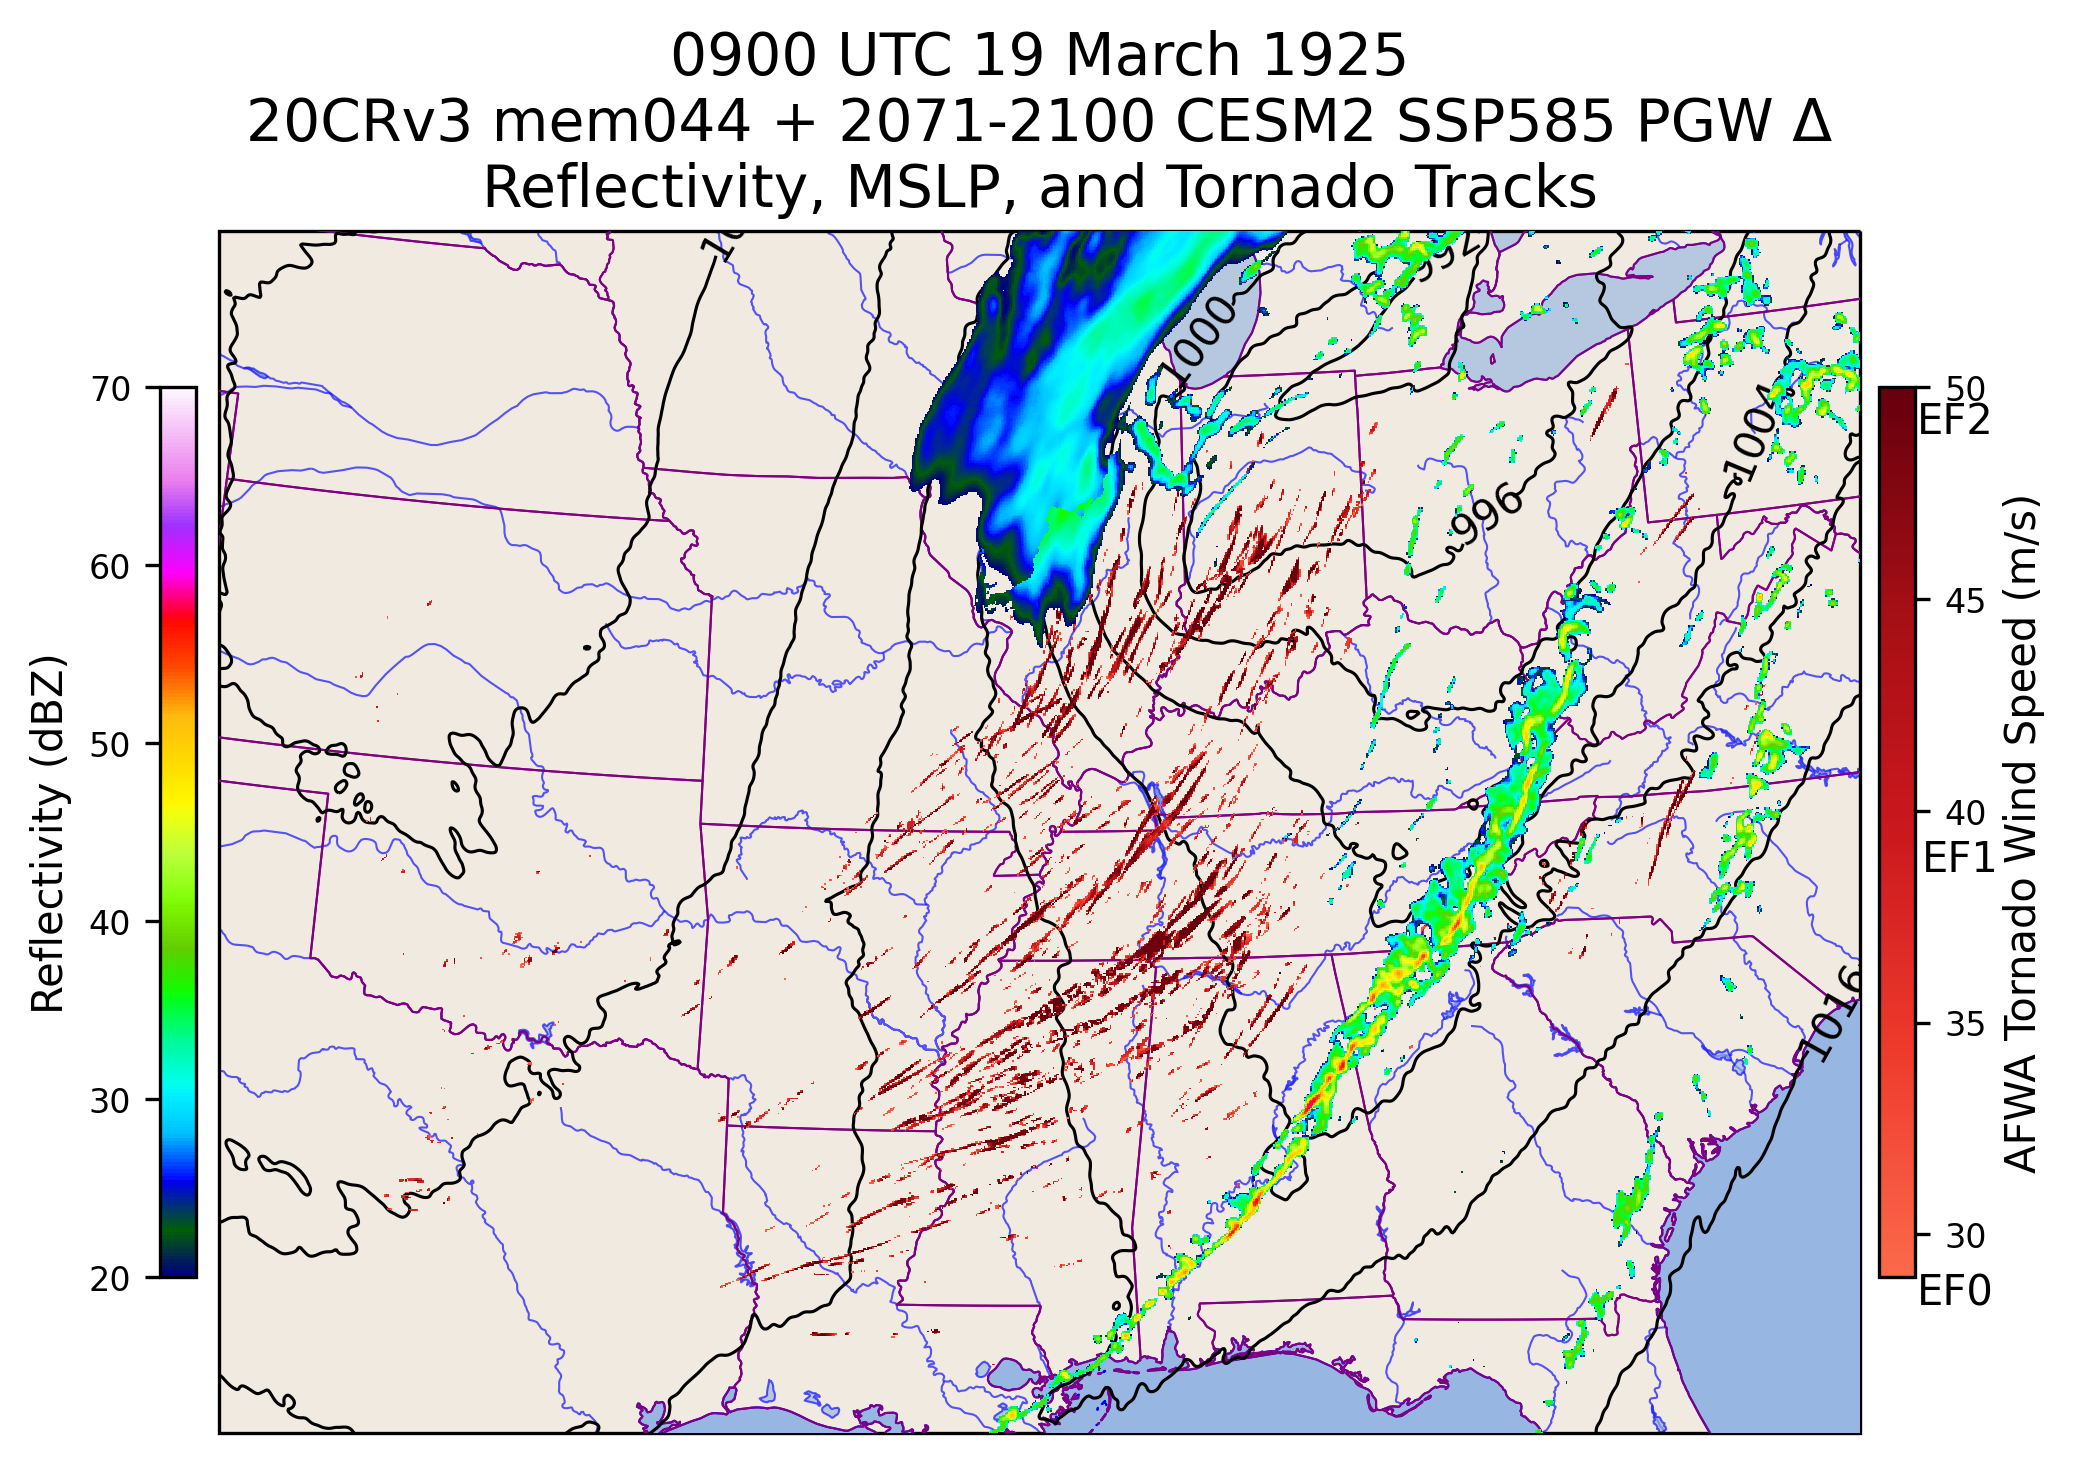 0900 UTC 19 March 1925
20CRv3 mem044 + 2071-2100 CESM2 SSP585 PGW Δ
Reflectivity, MSLP, and Tornado Tracks
Reflectivity (dBZ)
70
60
50
40
30
20
1000
996
1004
1016
50
EF2
45
40
EF1
35
30
EF0
AFWA Tornado Wind Speed (m/s)